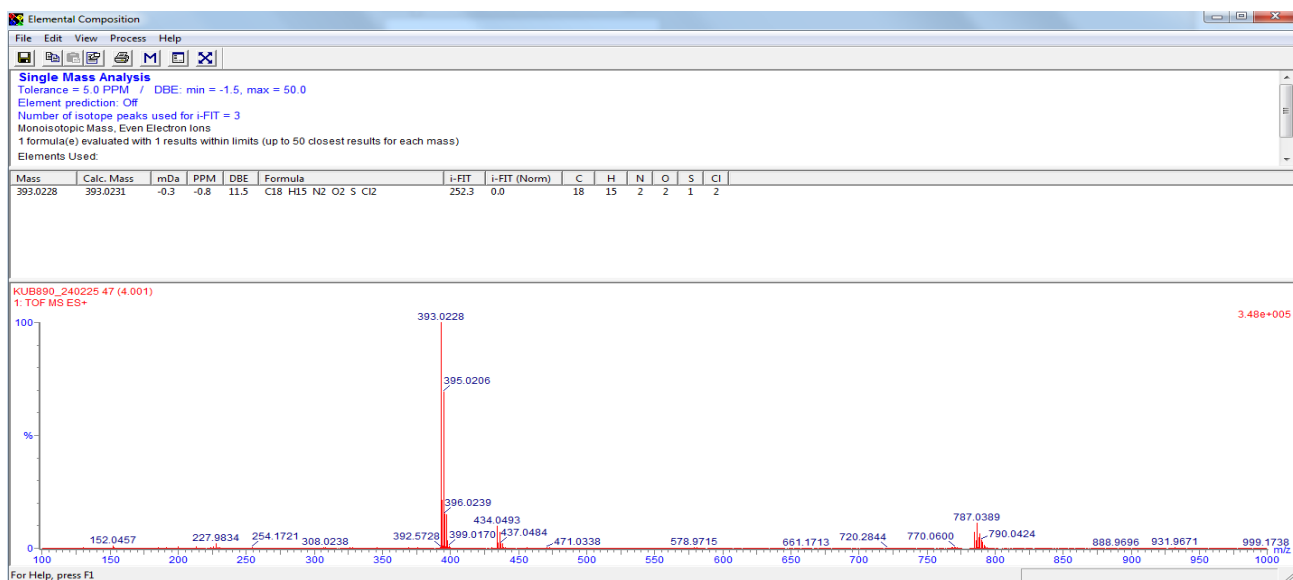 Elemental Composition
File Edit View Process Help
M
Single Mass Analysis
Tolerance = 5.0 PPM / DBE: min = -1.5, max = 50.0
Element prediction: Off
Number of isotope peaks used for i-FIT = 3
Monoisotopic Mass, Even Electron Ions
1 formula(e) evaluated with 1 results within limits (up to 50 closest results for each mass)
Elements Used:
Mass Calc. Mass mDa PPM DBE Formula i-FIT i-FIT (Norm) C H N O S Cl
393.0228 393.0231 -0.3 -0.8 11.5 C18 H15 N2 O2 S Cl2 252.3 0.0 18 15 2 2 1 2
KUB890_240225 47 (4.001)
1: TOF MS ES+
3.48e+005
100
%
0
393.0228
395.0206
396.0239
434.0493
787.0389
152.0457
227.9834
254.1721
308.0238
392.5728
399.0170
437.0484
471.0338
578.9715
661.1713
720.2844
770.0600
790.0424
888.9696
931.9671
999.1738
100 150 200 250 300 350 400 450 500 550 600 650 700 750 800 850 900 950 1000
m/z
For Help, press F1